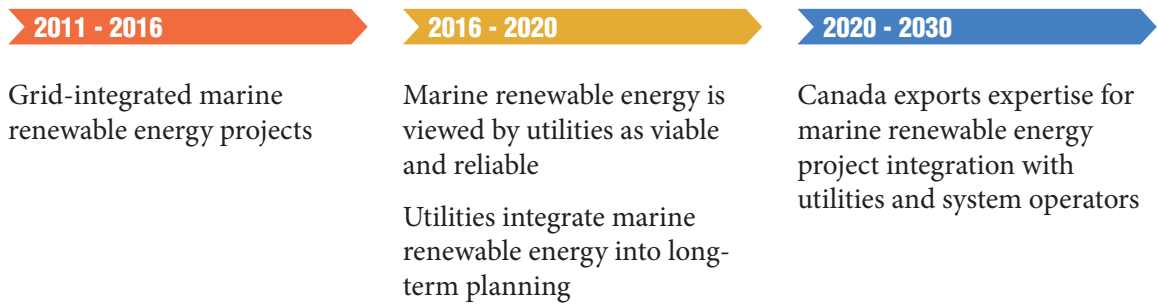 2011 - 2016
Grid-integrated marine
renewable energy projects
2016 - 2020
Marine renewable energy is
viewed by utilities as viable
and reliable
Utilities integrate marine
renewable energy into long-
term planning
2020 - 2030
Canada exports expertise for
marine renewable energy
project integration with
utilities and system operators